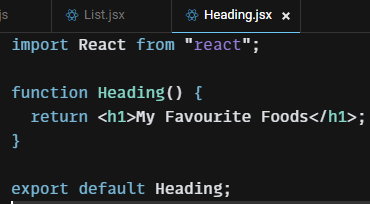 js List.jsx Heading.jsx ×
import React from "react";
function Heading() {
return <h1>My Favourite Foods</h1>;
}
export default Heading;